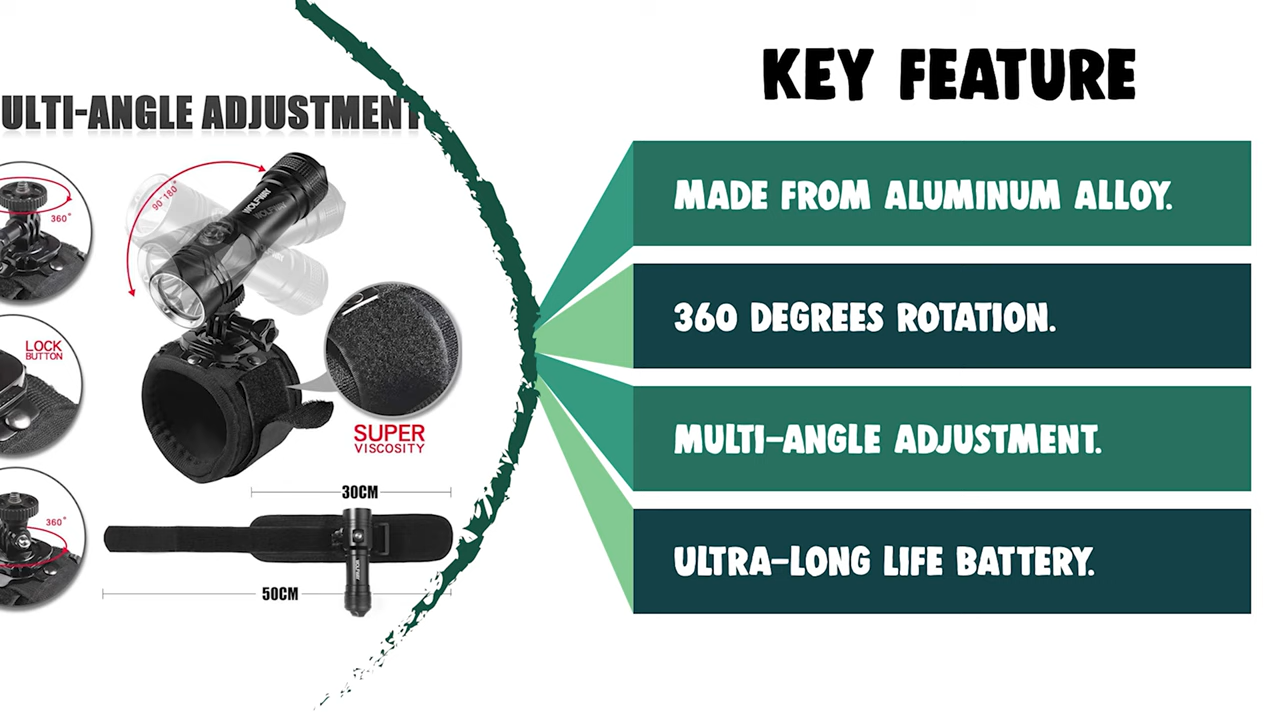 ULTI-ANGLE ADJUSTMENT
360°
90°180°
WOLFWAY
LOCK
BUTTON
SUPER
VISCOSITY
360°
30CM
50CM
KEY FEATURE
MADE FROM ALUMINUM ALLOY.
360 DEGREES ROTATION.
MULTI-ANGLE ADJUSTMENT.
ULTRA-LONG LIFE BATTERY.